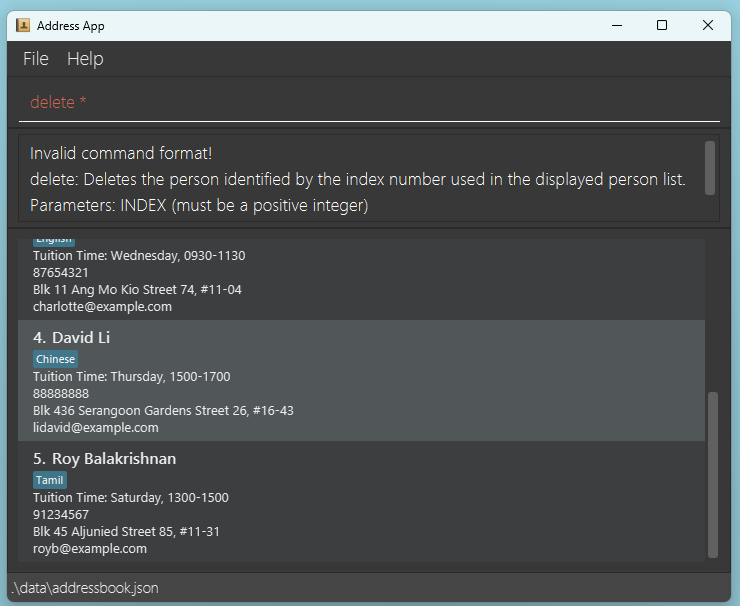 Address App
File Help
delete *
Invalid command format!
delete: Deletes the person identified by the index number used in the displayed person list.
Parameters: INDEX (must be a positive integer)
English
Tuition Time: Wednesday, 0930-1130
87654321
Blk 11 Ang Mo Kio Street 74, #11-04
charlotte@example.com
4. David Li
Chinese
Tuition Time: Thursday, 1500-1700
88888888
Blk 436 Serangoon Gardens Street 26, #16-43
lidavid@example.com
5. Roy Balakrishnan
Tamil
Tuition Time: Saturday, 1300-1500
91234567
Blk 45 Aljunied Street 85, #11-31
royb@example.com
.\data\addressbook.json